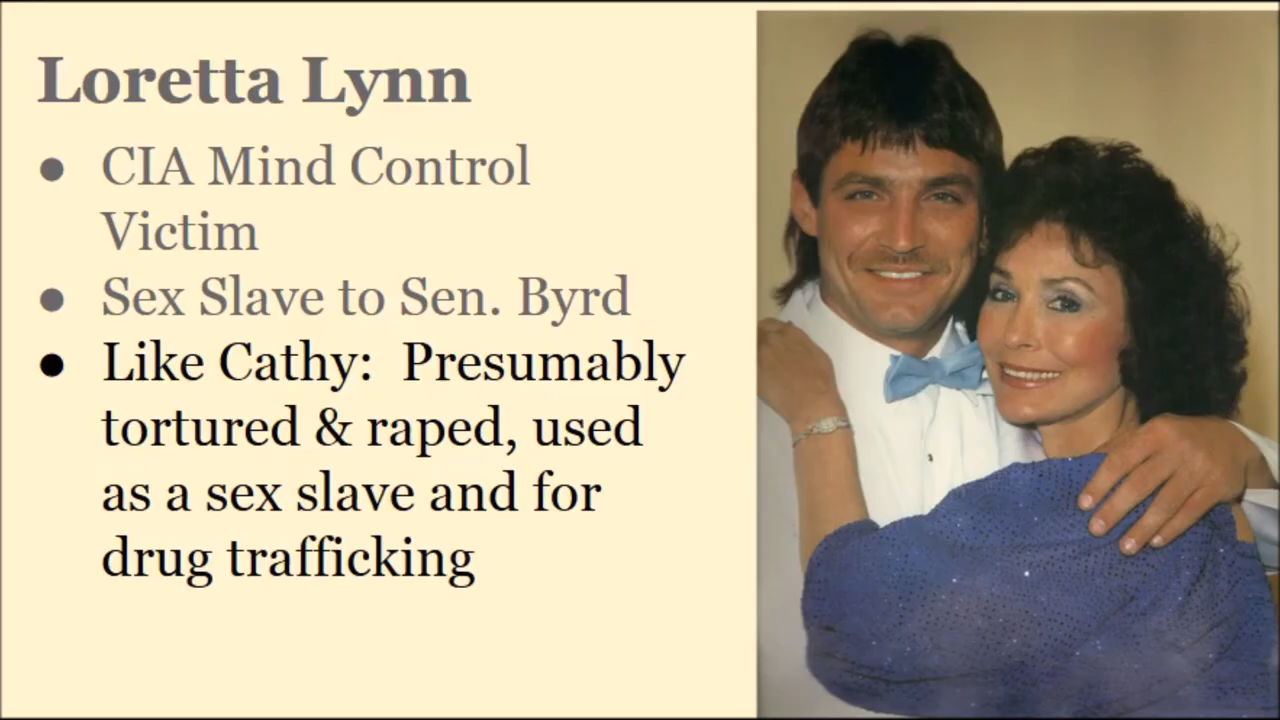 Loretta Lynn
● CIA Mind Control
Victim
● Sex Slave to Sen. Byrd
● Like Cathy:  Presumably
tortured & raped, used
as a sex slave and for
drug trafficking